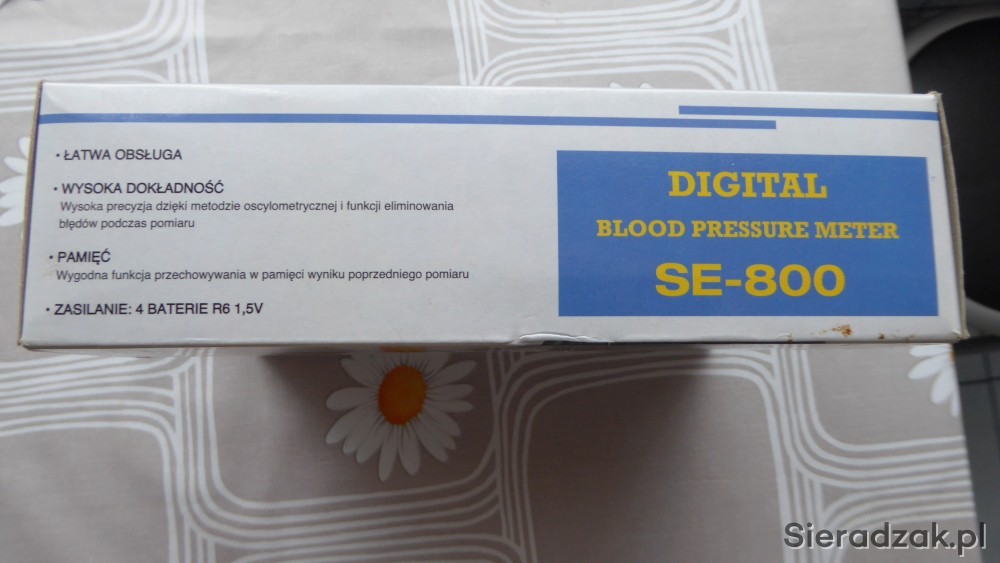 • ŁATWA OBSŁUGA
• WYSOKA DOKŁADNOŚĆ
Wysoka precyzja dzięki metodzie oscylometrycznej i funkcji eliminowania
błędów podczas pomiaru
• PAMIĘĆ
Wygodna funkcja przechowywania w pamięci wyniku poprzedniego pomiaru
• ZASILANIE: 4 BATERIE R6 1,5V
DIGITAL
BLOOD PRESSURE METER
SE-800
Sieradzak.pl